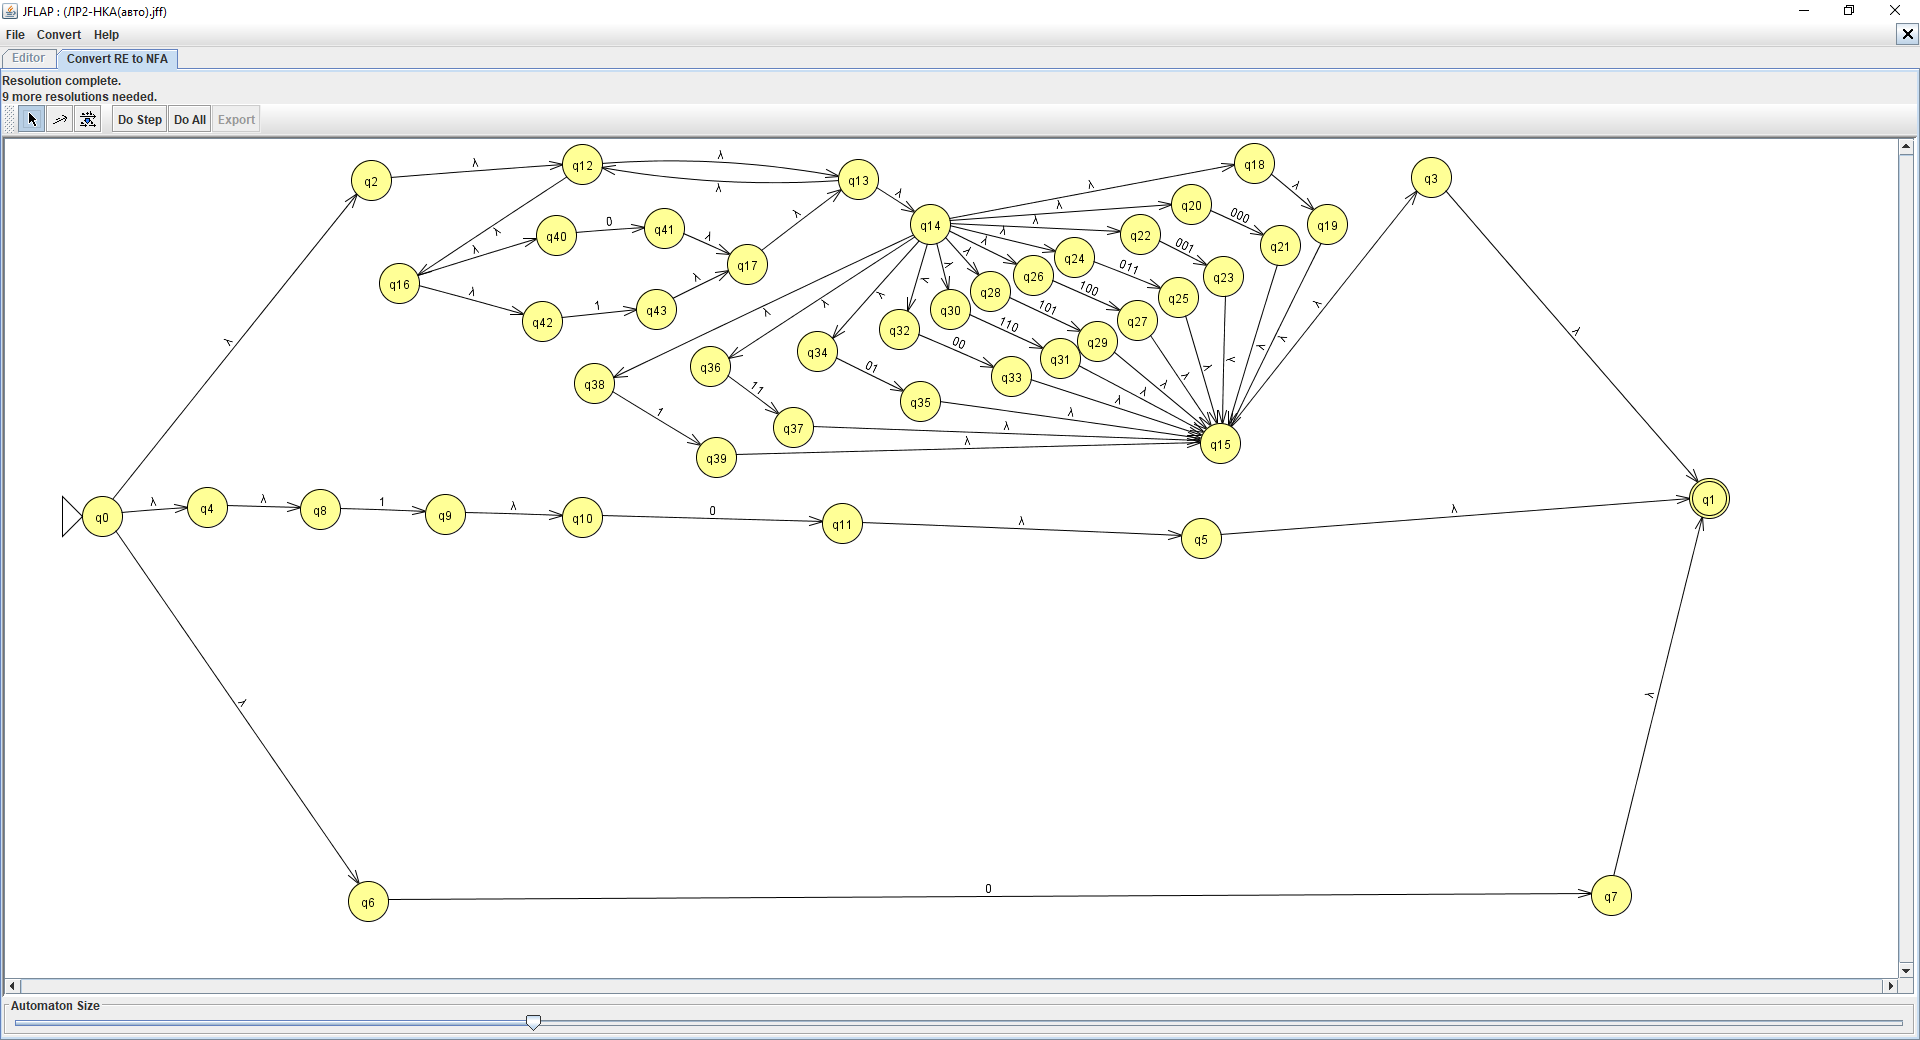 JFLAP : (ЛР2-НКА(авто).jff)
File Convert Help
Editor Convert RE to NFA
Resolution complete.
9 more resolutions needed.
Do Step Do All Export
q2 λ q12 λ λ q13 λ q14 λ q18 λ q3
q40 0 q41 λ q17 λ q20 000 q21 q19
q16 λ λ λ q42 1 q43 λ
λ q22 001 q23
λ q24 011 q25
λ q26 100 q27
λ q28 101 q29
λ q30 110 q31
λ q32 00 q33
λ q34 01 q35 λ
λ q36 11 q37 λ
λ q38 1 q39 λ q15 λ
q0 λ q4 λ q8 1 q9 λ q10 0 q11 λ q5 λ q1
λ q6 0 q7 λ
Automaton Size